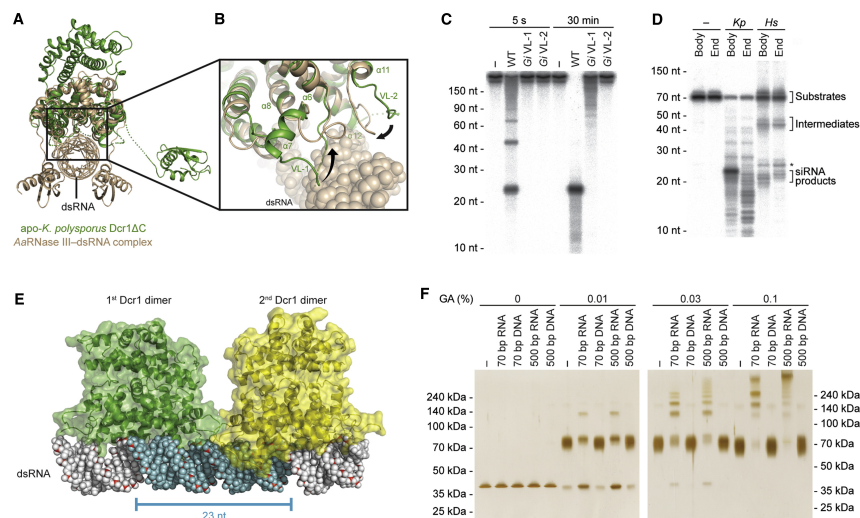 A
B
α11
VL-2
α6
α8
α7
VL-1
dsRNA
dsRNA
apo-K. polysporus Dcr1ΔC
AaRNase III–dsRNA complex
C
5 s
30 min
–
WT
Gi VL-1
Gi VL-2
–
WT
Gi VL-1
Gi VL-2
150 nt -
90 nt -
60 nt -
40 nt -
30 nt -
20 nt -
10 nt -
D
–
Kp
Hs
Body
End
Body
End
Body
End
150 nt -
70 nt -
50 nt -
40 nt -
30 nt -
20 nt -
10 nt -
Substrates
Intermediates
*
siRNA
products
E
1st Dcr1 dimer
2nd Dcr1 dimer
dsRNA
23 nt
F
GA (%)
0
0.01
0.03
0.1
–
70 bp RNA
70 bp DNA
500 bp RNA
500 bp DNA
–
70 bp RNA
70 bp DNA
500 bp RNA
500 bp DNA
–
70 bp RNA
70 bp DNA
500 bp RNA
500 bp DNA
–
70 bp RNA
70 bp DNA
500 bp RNA
500 bp DNA
240 kDa -
140 kDa -
100 kDa -
70 kDa -
50 kDa -
35 kDa -
25 kDa -
- 240 kDa
- 140 kDa
- 100 kDa
- 70 kDa
- 50 kDa
- 35 kDa
- 25 kDa